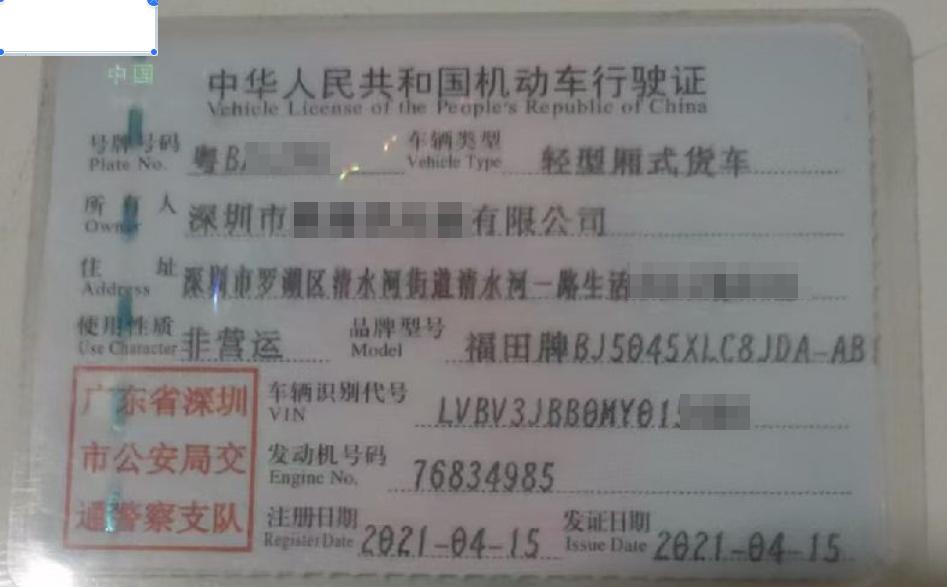 中国
中华人民共和国机动车行驶证
Vehicle License of the People's Republic of China
号牌号码 粤B 车辆类型 轻型厢式货车
Plate No. Vehicle Type
所有人 深圳市 有限公司
Owner
住址 深圳市罗湖区清水河街道清水河一路生活
Address
使用性质 非营运 品牌型号 福田牌BJ5045XLC8JDA-AB
Use Character Model
广东省深圳
市公安局交
通警察支队
车辆识别代号 LVBV3JBB0MY01
VIN
发动机号码 76834985
Engine No.
注册日期 2021-04-15 发证日期 2021-04-15
Register Date Issue Date